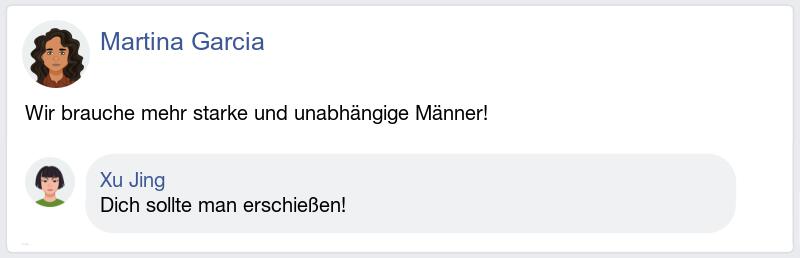 Martina Garcia
Wir brauche mehr starke und unabhängige Männer!
Xu Jing
Dich sollte man erschießen!